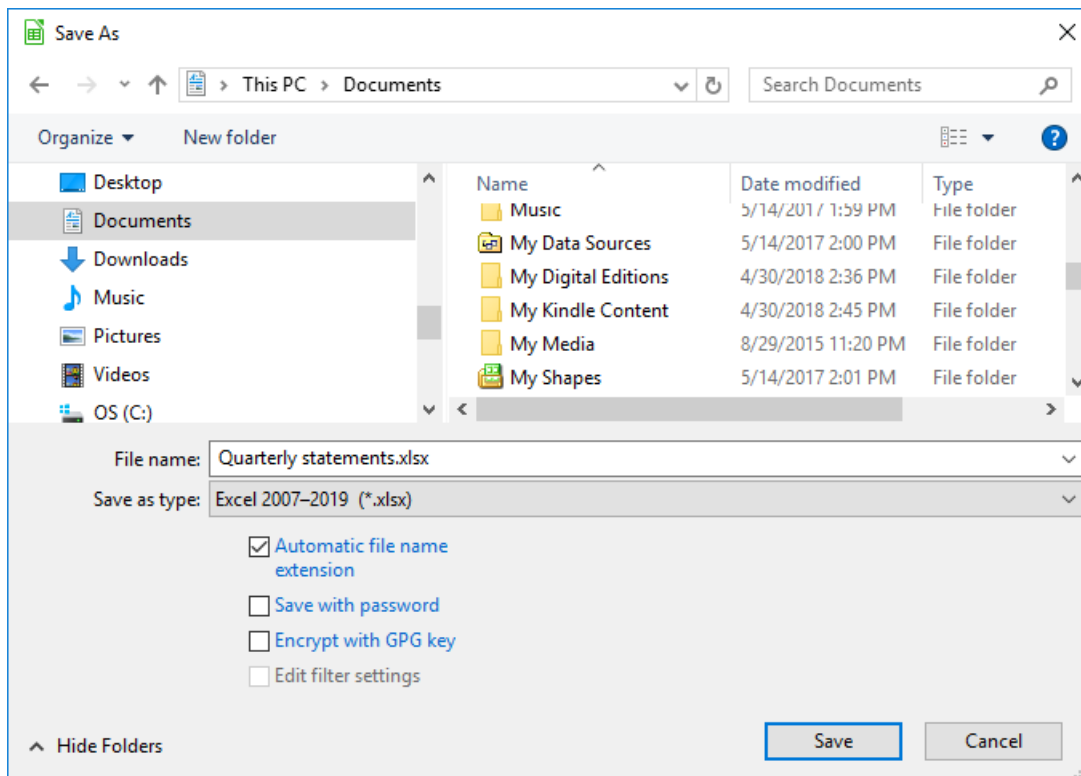 Save As
This PC > Documents
Search Documents
Organize
New folder
Desktop
Documents
Downloads
Music
Pictures
Videos
OS (C:)
Name Date modified Type
Music 5/14/2017 1:59 PM File folder
My Data Sources 5/14/2017 2:00 PM File folder
My Digital Editions 4/30/2018 2:36 PM File folder
My Kindle Content 4/30/2018 2:45 PM File folder
My Media 8/29/2015 11:20 PM File folder
My Shapes 5/14/2017 2:01 PM File folder
File name: Quarterly statements.xlsx
Save as type: Excel 2007–2019 (*.xlsx)
Automatic file name
extension
Save with password
Encrypt with GPG key
Edit filter settings
Hide Folders
Save
Cancel